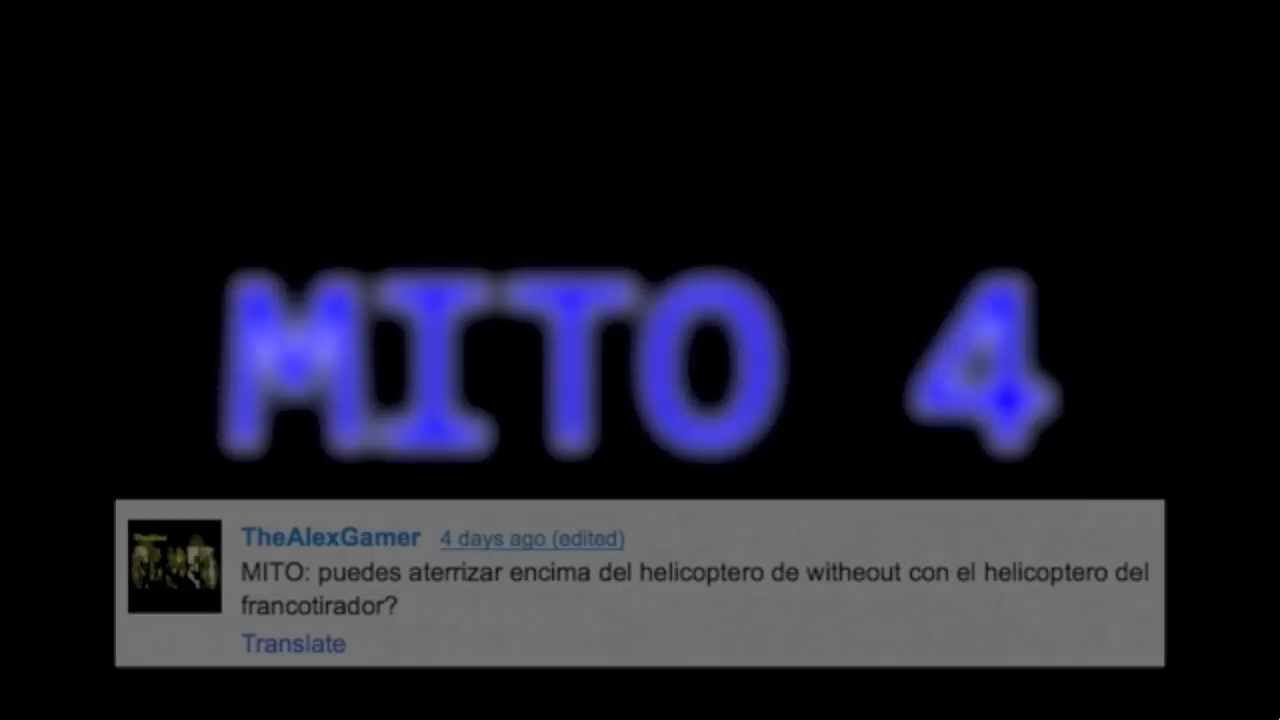 MITO 4
TheAlexGamer 4 days ago (edited)
MITO: puedes aterrizar encima del helicoptero de witheout con el helicoptero del
francotirador?
Translate